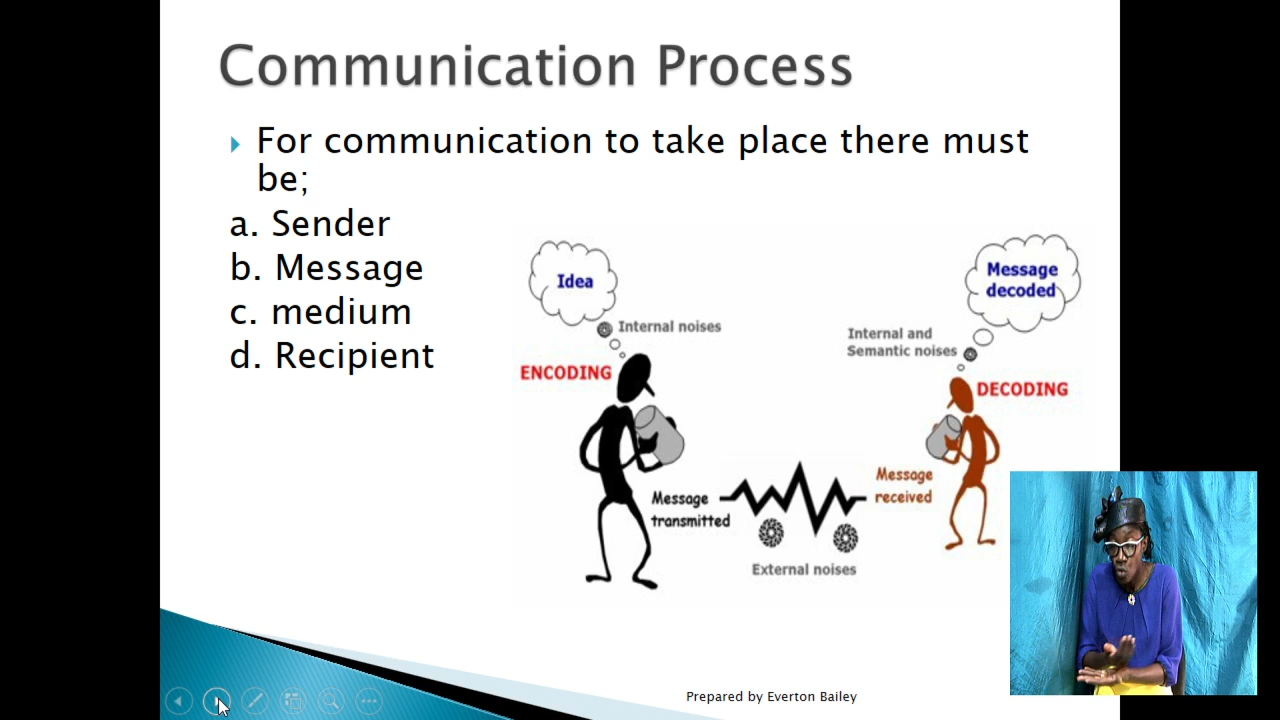 Communication Process
For communication to take place there must
be;
a. Sender
b. Message
c. medium
d. Recipient
Idea
Internal noises
ENCODING
Message
transmitted
External noises
Message
decoded
Internal and
Semantic noises
DECODING
Message
received
Prepared by Everton Bailey